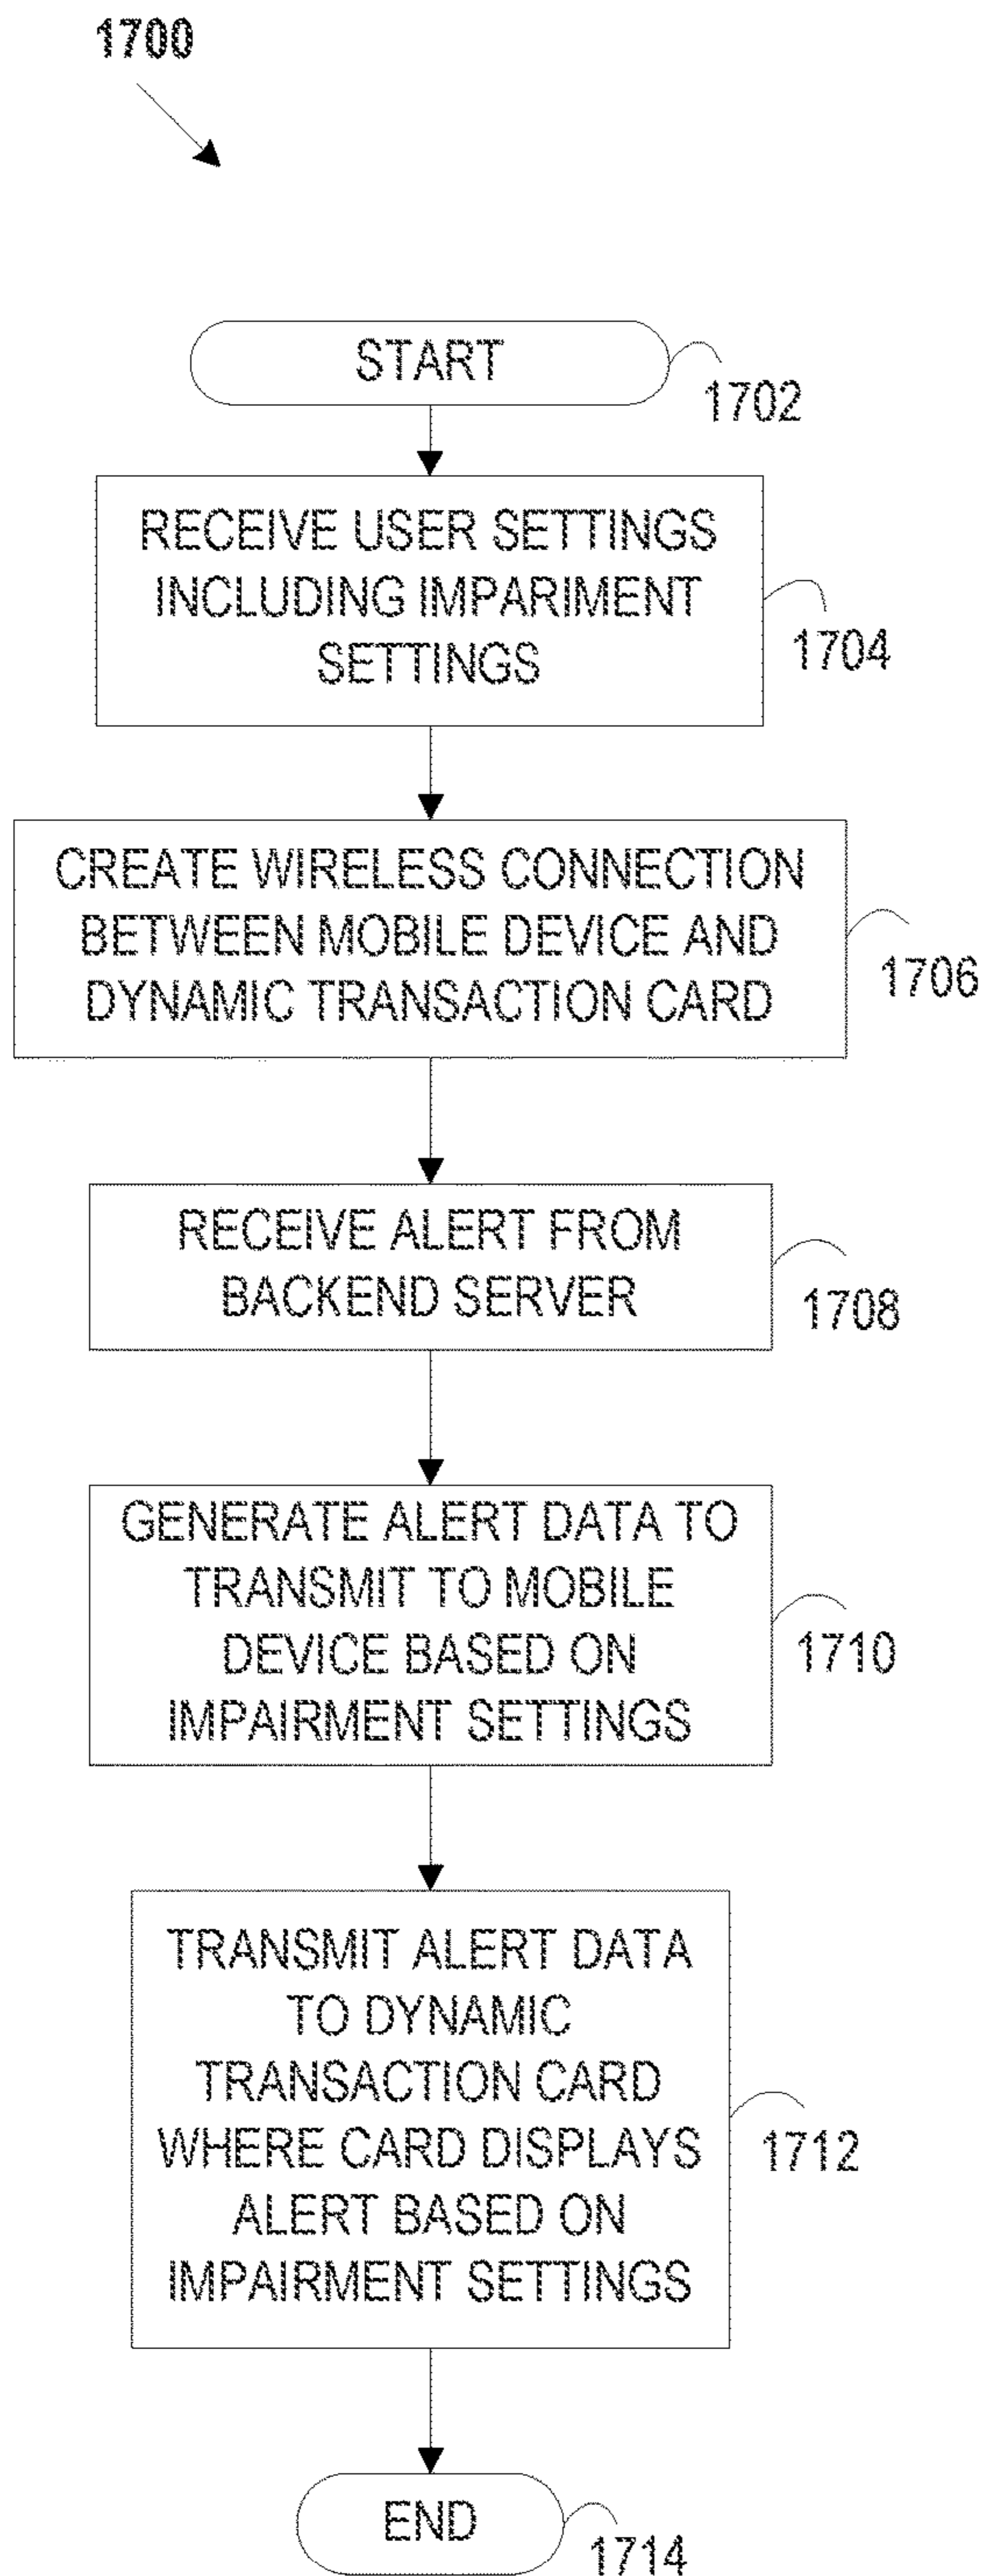 1700
START
1702
RECEIVE USER SETTINGS
INCLUDING IMPARIMENT
SETTINGS
1704
CREATE WIRELESS CONNECTION
BETWEEN MOBILE DEVICE AND
DYNAMIC TRANSACTION CARD
1706
RECEIVE ALERT FROM
BACKEND SERVER
1708
GENERATE ALERT DATA TO
TRANSMIT TO MOBILE
DEVICE BASED ON
IMPAIRMENT SETTINGS
1710
TRANSMIT ALERT DATA
TO DYNAMIC
TRANSACTION CARD
WHERE CARD DISPLAYS
ALERT BASED ON
IMPAIRMENT SETTINGS
1712
END
1714